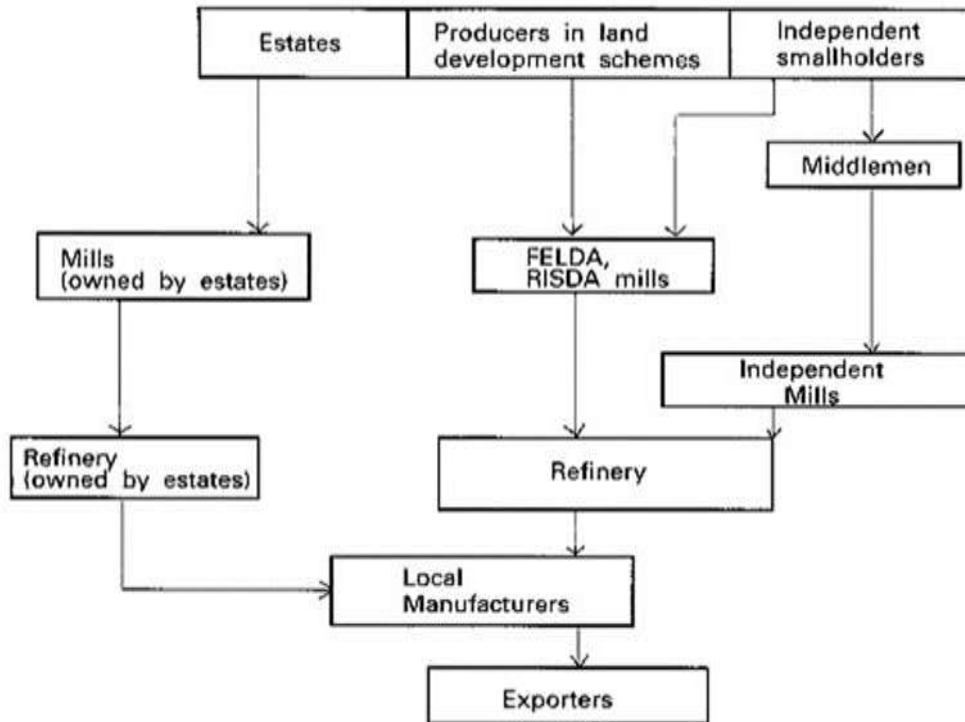 Estates
Producers in land
development schemes
Independent
smallholders
Middlemen
Mills
(owned by estates)
FELDA,
RISDA mills
Independent
Mills
Refinery
(owned by estates)
Refinery
Local
Manufacturers
Exporters